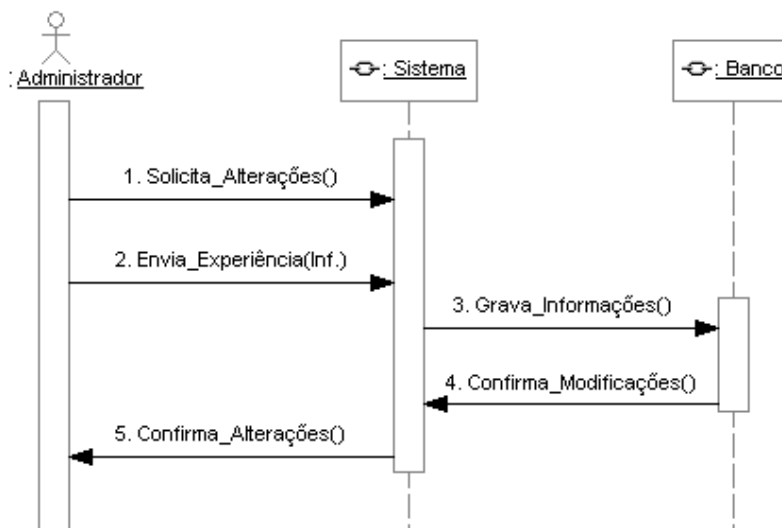 : Administrador
: Sistema
: Banco
1. Solicita_Alterações()
2. Envia_Experiência(Inf.)
3. Grava_Informações()
4. Confirma_Modificações()
5. Confirma_Alterações()